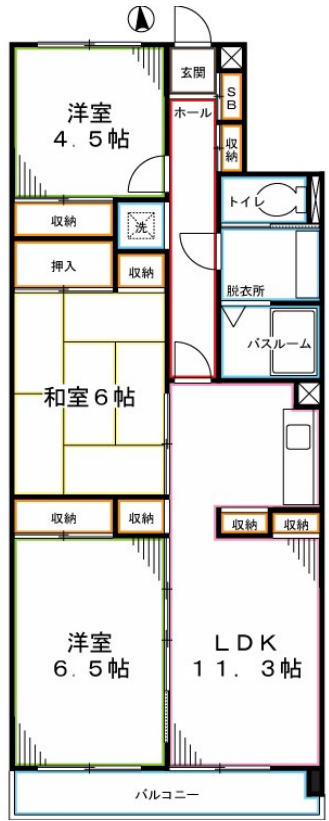 玄関
洋室
4.5帖
ホール
SB
収納
トイレ
収納
洗
押入
収納
脱衣所
バスルーム
和室6帖
収納
収納
収納
収納
洋室
6.5帖
LDK
11.3帖
バルコニー